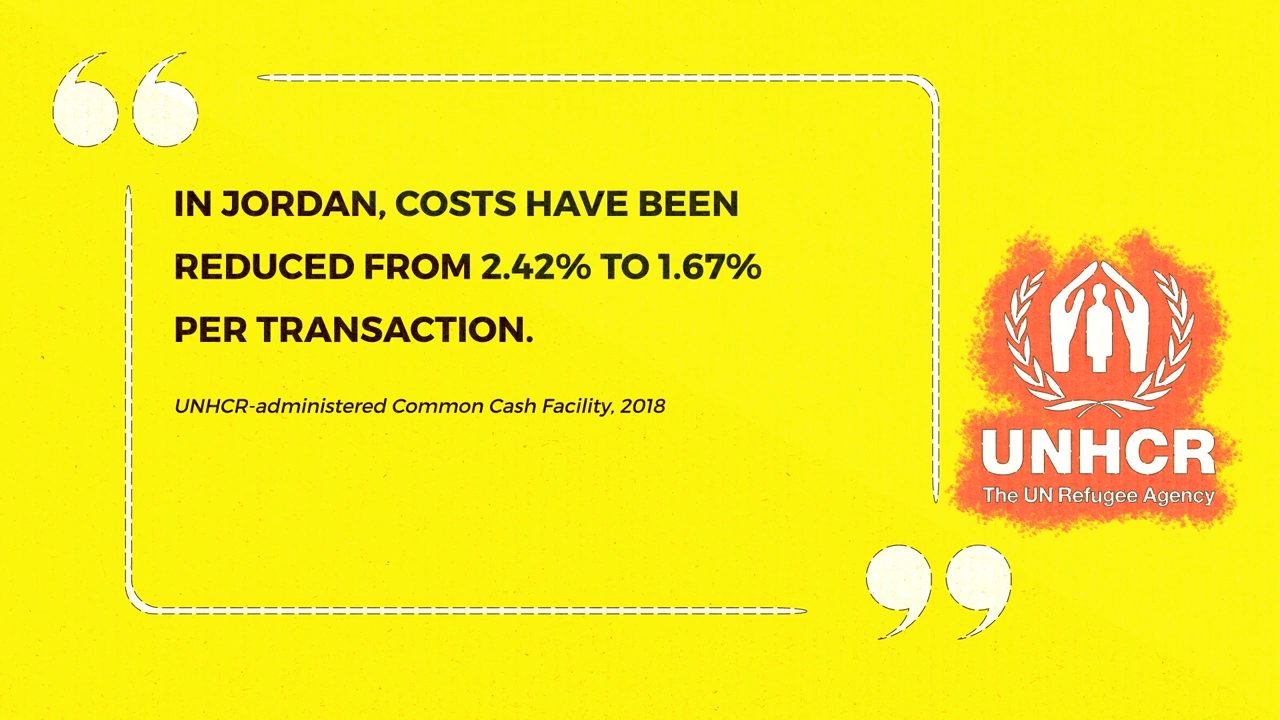 IN JORDAN, COSTS HAVE BEEN
REDUCED FROM 2.42% TO 1.67%
PER TRANSACTION.
UNHCR-administered Common Cash Facility, 2018
UNHCR
The UN Refugee Agency